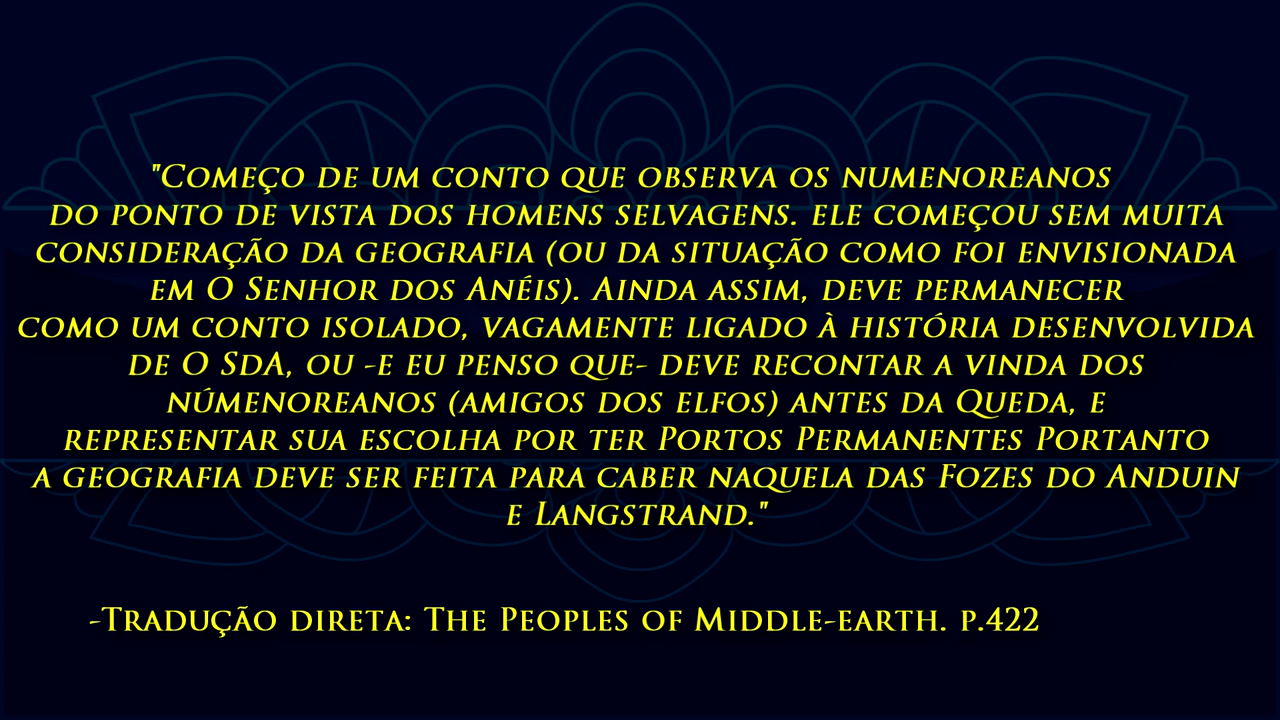 "Começo de um conto que observa os numenoreanos
do ponto de vista dos homens selvagens. ele começou sem muita
consideração da geografia (ou da situação como foi envisionada
em O Senhor dos Anéis). Ainda assim, deve permanecer
como um conto isolado, vagamente ligado à história desenvolvida
de O SdA, ou -e eu penso que- deve recontar a vinda dos
númenoreanos (amigos dos elfos) antes da Queda, e
representar sua escolha por ter Portos Permanentes Portanto
a geografia deve ser feita para caber naquela das Fozes do Anduin
e Langstrand."
-Tradução direta: The Peoples of Middle-earth. p.422